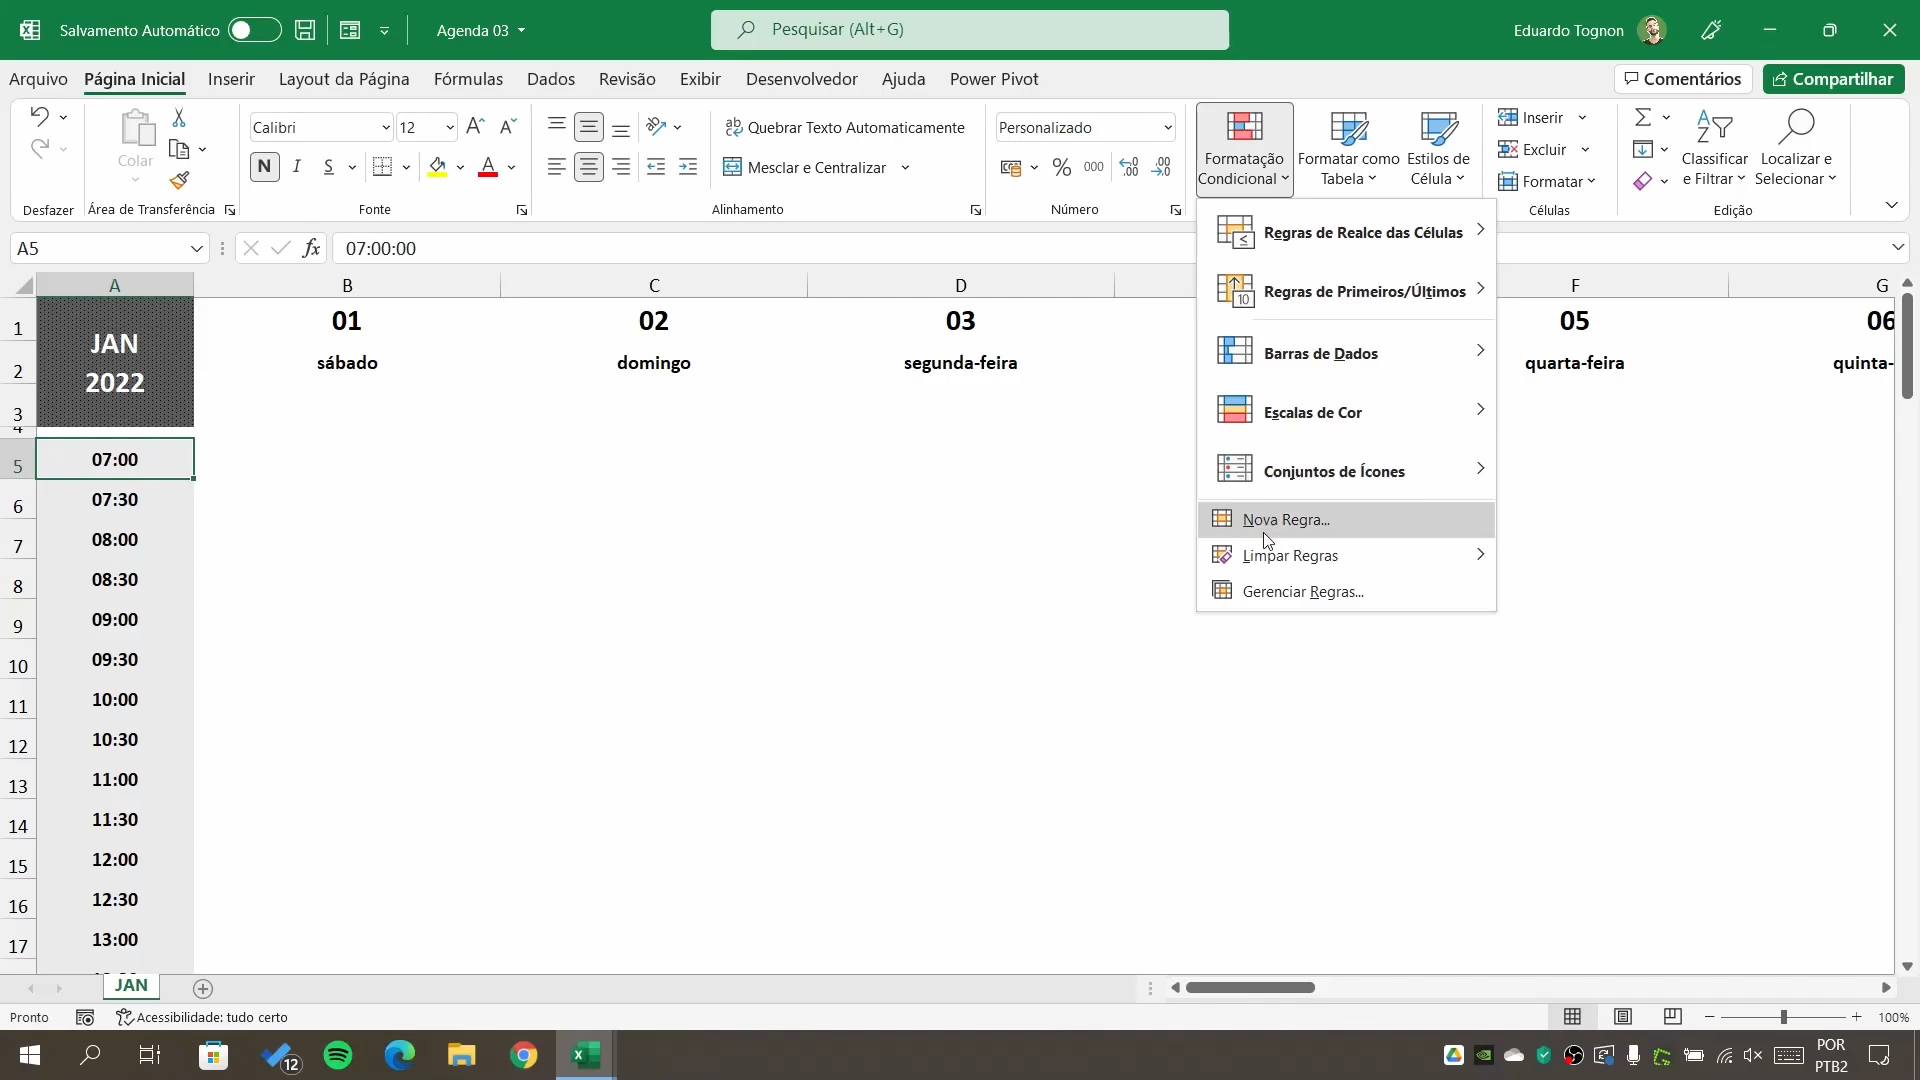 Salvamento Automático
Agenda 03
Pesquisar (Alt+G)
Eduardo Tognon
Arquivo
Página Inicial
Inserir
Layout da Página
Fórmulas
Dados
Revisão
Exibir
Desenvolvedor
Ajuda
Power Pivot
Comentários
Compartilhar
Desfazer
Colar
Área de Transferência
Calibri
12
N I S
Fonte
Quebrar Texto Automaticamente
Mesclar e Centralizar
Alinhamento
Personalizado
% 000
Número
Formatação
Condicional
Formatar como
Tabela
Estilos de
Célula
Inserir
Excluir
Formatar
Células
Classificar
e Filtrar
Localizar e
Selecionar
Edição
A5
fx
07:00:00
Regras de Realce das Células
Regras de Primeiros/Últimos
Barras de Dados
Escalas de Cor
Conjuntos de Ícones
Nova Regra...
Limpar Regras
Gerenciar Regras...
A B C D F G
1 01 02 03 05 06
JAN
2 sábado domingo segunda-feira quarta-feira quinta-
2022
3
4
5 07:00
6 07:30
7 08:00
8 08:30
9 09:00
10 09:30
11 10:00
12 10:30
13 11:00
14 11:30
15 12:00
16 12:30
17 13:00
JAN
Pronto
Acessibilidade: tudo certo
100%
12
POR
PTB2